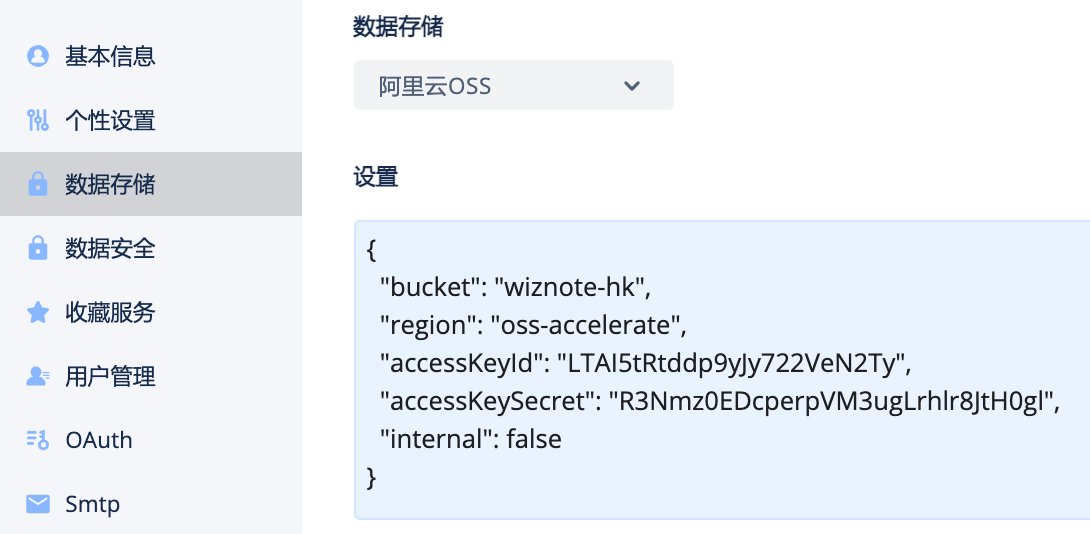 基本信息
个性设置
数据存储
数据安全
收藏服务
用户管理
OAuth
Smtp
数据存储
阿里云OSS
设置
{
"bucket": "wiznote-hk",
"region": "oss-accelerate",
"accessKeyId": "LTAI5tRtddp9yJy722VeN2Ty",
"accessKeySecret": "R3Nmz0EDcperpVM3ugLrhlr8JtH0gl",
"internal": false
}